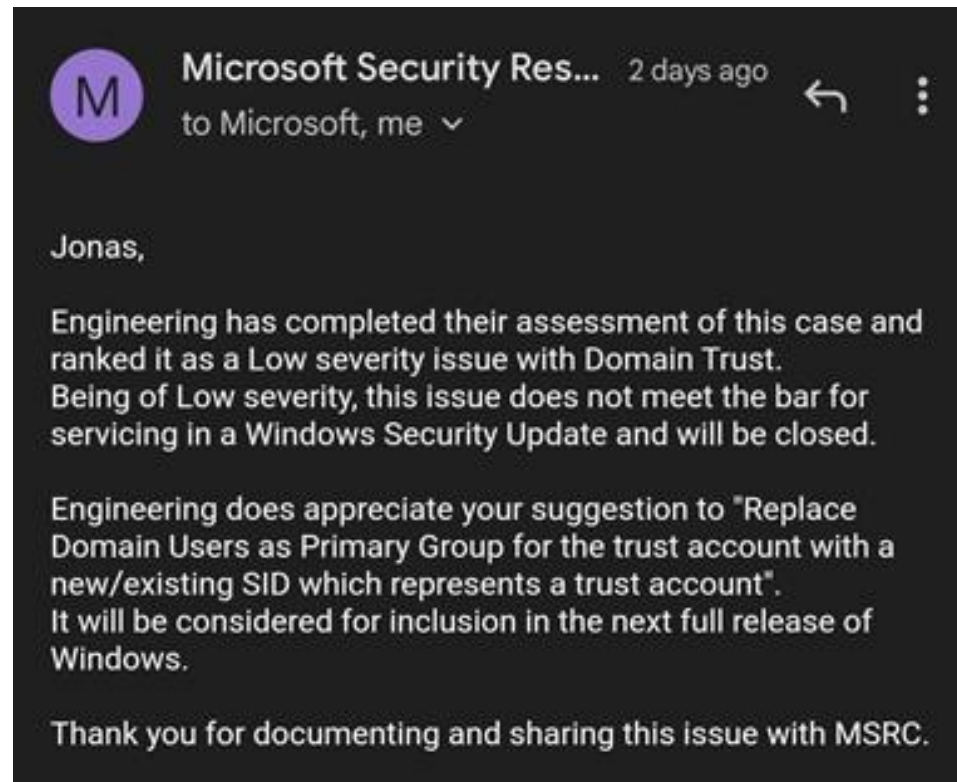 M
Microsoft Security Res... 2 days ago
to Microsoft, me
Jonas,
Engineering has completed their assessment of this case and
ranked it as a Low severity issue with Domain Trust.
Being of Low severity, this issue does not meet the bar for
servicing in a Windows Security Update and will be closed.
Engineering does appreciate your suggestion to "Replace
Domain Users as Primary Group for the trust account with a
new/existing SID which represents a trust account".
It will be considered for inclusion in the next full release of
Windows.
Thank you for documenting and sharing this issue with MSRC.